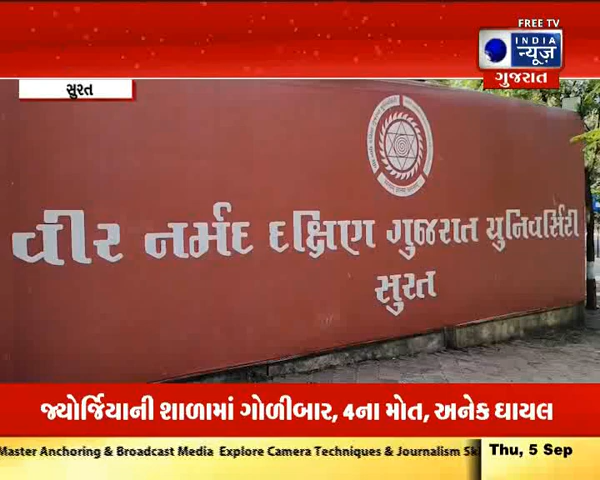 FREE TV
INDIA
न्यूज़
ગુજરાત
સુરત
વીર નર્મદ દક્ષિણ ગુજરાત યુનિવર્સિટી
સુરત
જ્યોર્જિયાની શાળામાં ગોળીબાર, 4ના મોત, અનેક ઘાયલ
Master Anchoring & Broadcast Media Explore Camera Techniques & Journalism Sk
Thu, 5 Sep